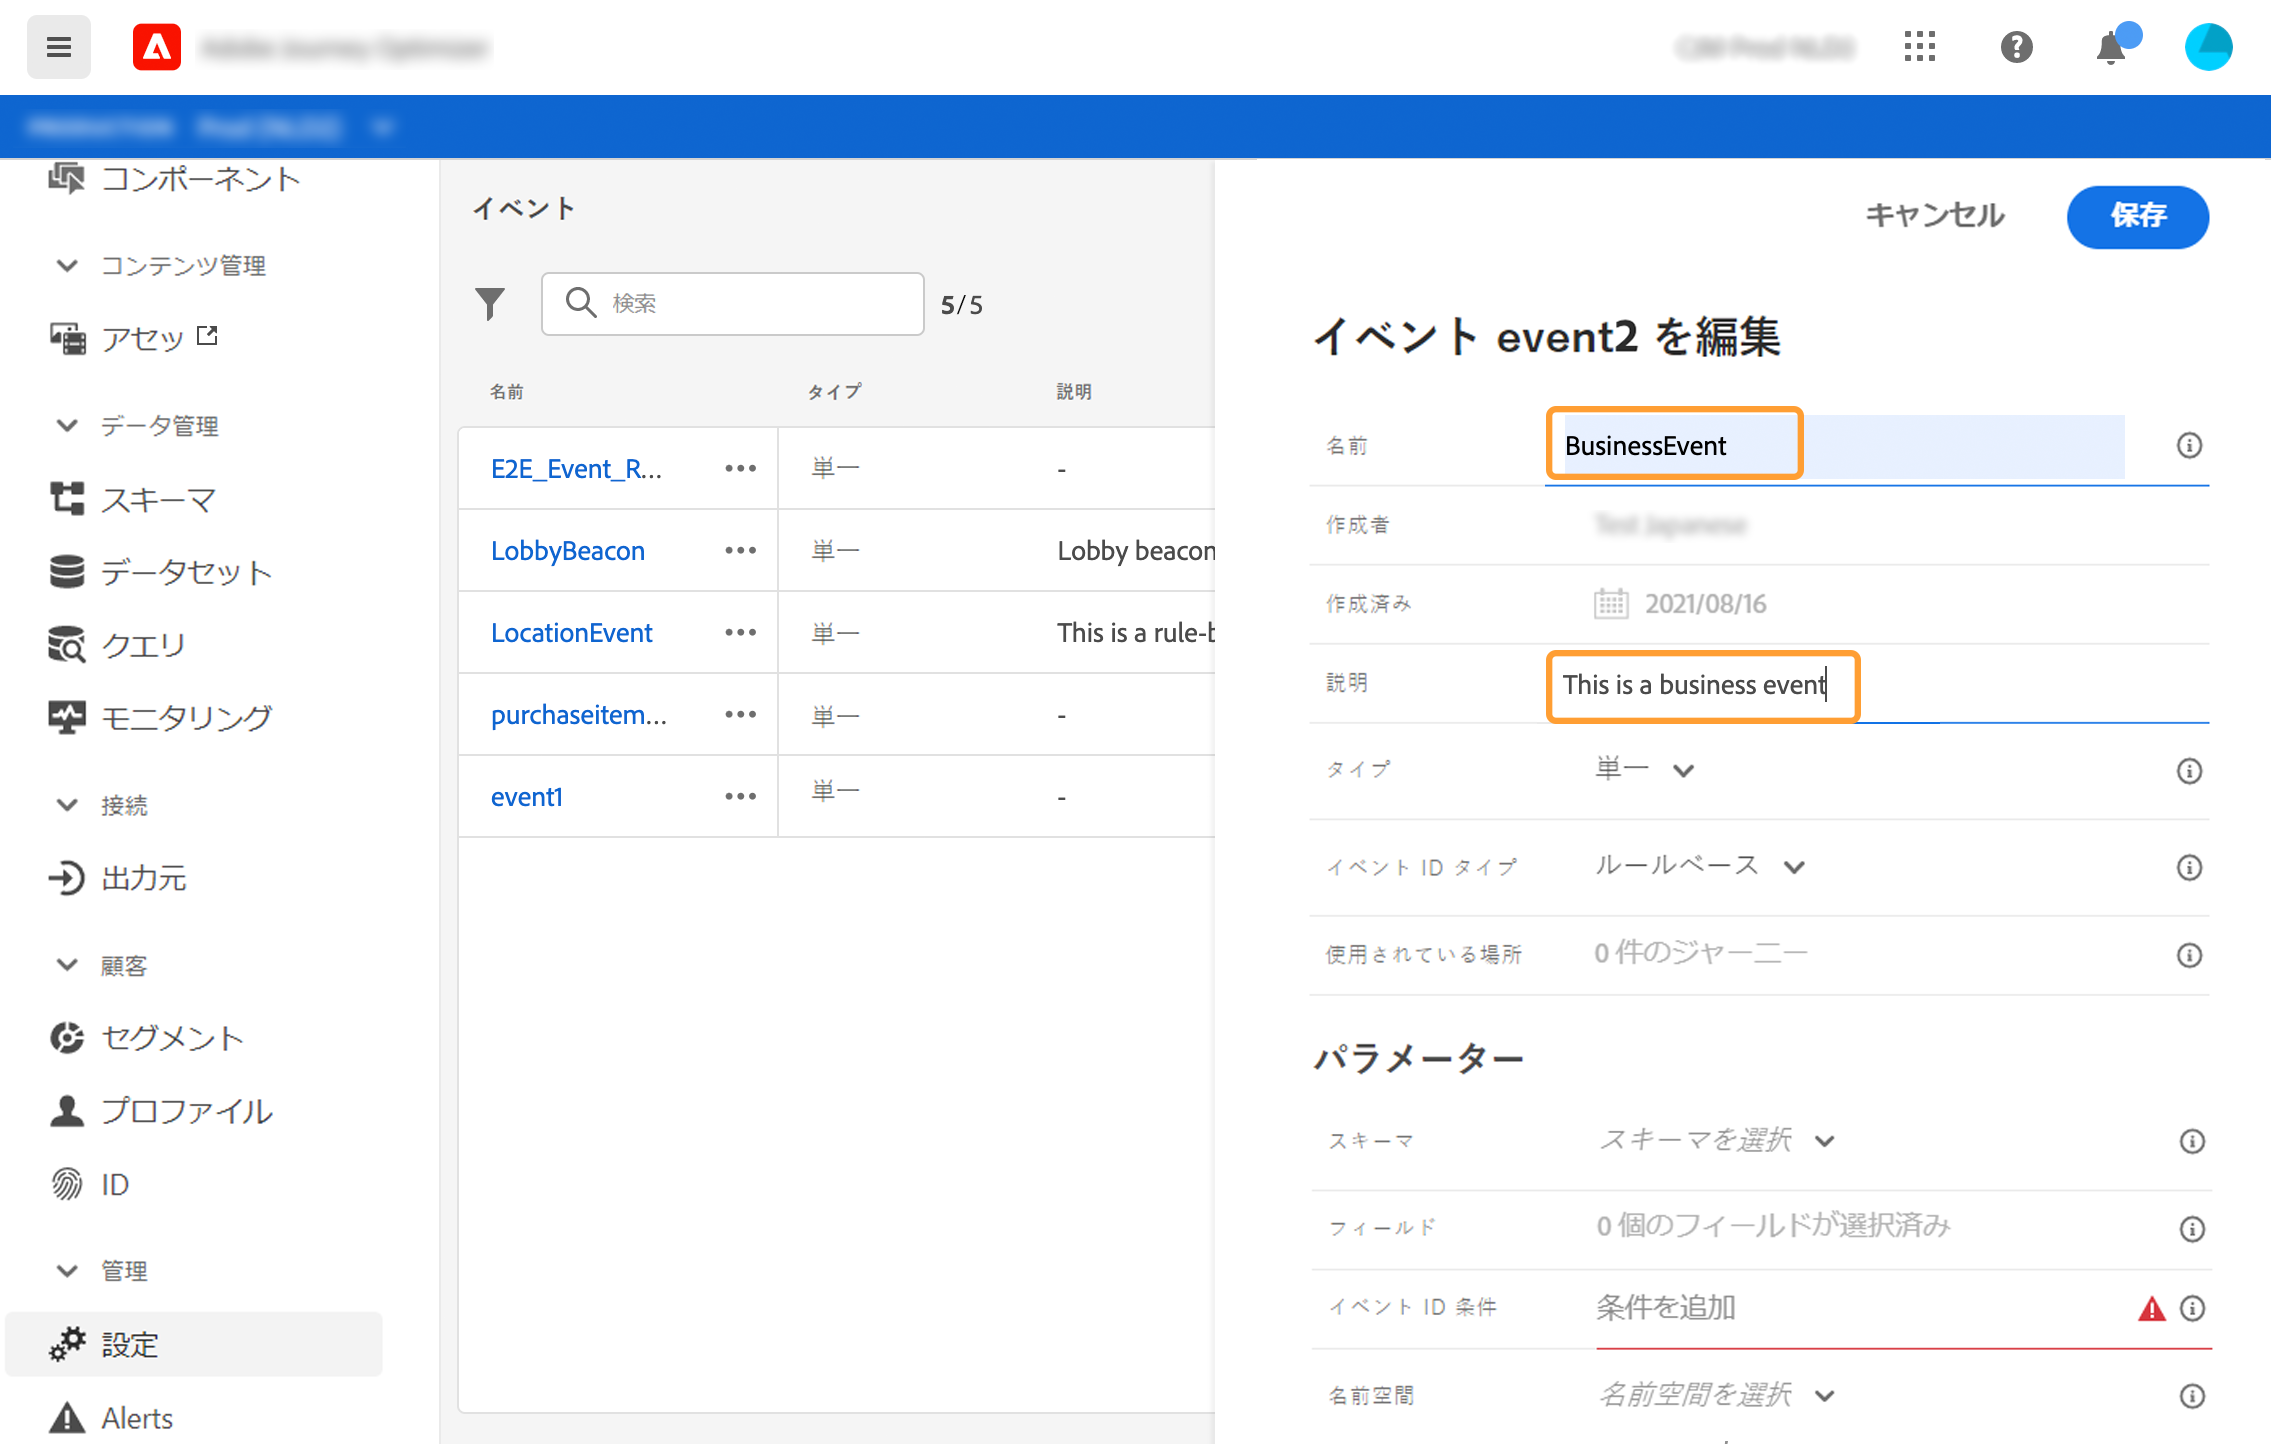 コンポーネント
コンテンツ管理
アセッ
データ管理
スキーマ
データセット
クエリ
モニタリング
接続
出力元
顧客
セグメント
プロファイル
ID
管理
設定
Alerts
イベント
検索
5/5
名前 タイプ 説明
E2E_Event_R... 単一 -
LobbyBeacon 単一 Lobby beacon
LocationEvent 単一 This is a rule-b
purchaseitem... 単一 -
event1 単一 -
キャンセル 保存
イベント event2 を編集
名前 BusinessEvent
作成者
作成済み 2021/08/16
説明 This is a business event
タイプ 単一
イベント ID タイプ ルールベース
使用されている場所 0 件のジャーニー
パラメーター
スキーマ スキーマを選択
フィールド 0 個のフィールドが選択済み
イベント ID 条件 条件を追加
名前空間 名前空間を選択